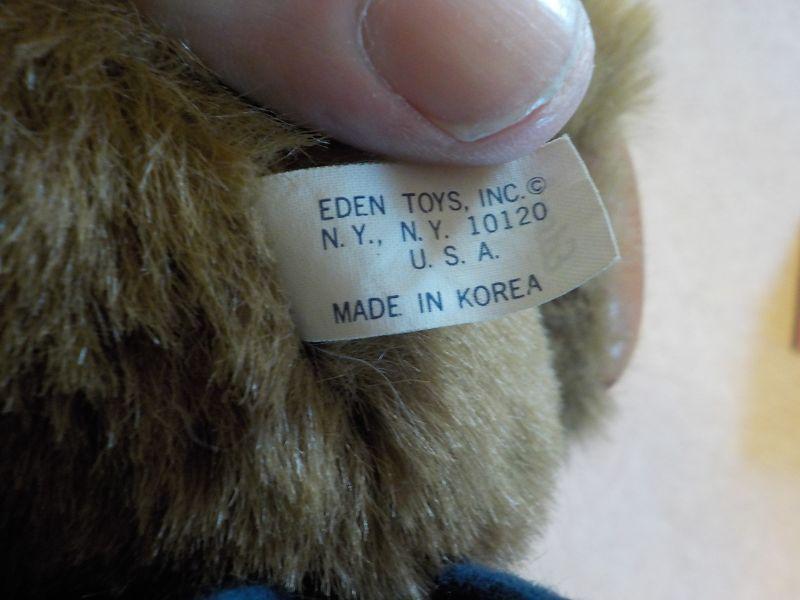 EDEN TOYS, INC.©
N.Y., N.Y. 10120
U. S. A.
MADE IN KOREA